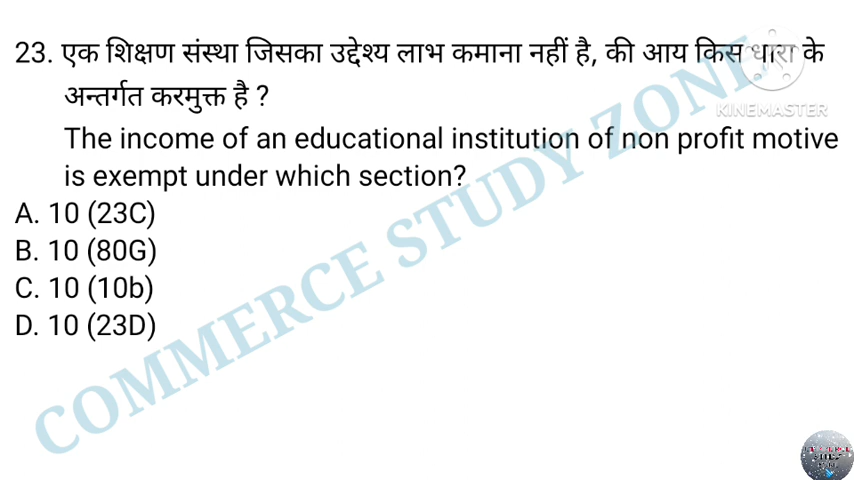 23. एक शिक्षण संस्था जिसका उद्देश्य लाभ कमाना नहीं है, की आय किस धारा के
अन्तर्गत करमुक्त है ?
The income of an educational institution of non profit motive
is exempt under which section?
A. 10 (23C)
B. 10 (80G)
C. 10 (10b)
D. 10 (23D)
COMMERCE STUDY ZONE
KINEMASTER